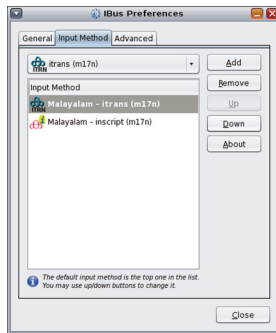 IBus Preferences
General Input Method Advanced
ITRN itrans (m17n)
Add
Input Method
Remove
ITRN Malayalam - itrans (m17n)
Up
Malayalam - inscript (m17n)
Down
About
The default input method is the top one in the list.
You may use up/down buttons to change it.
Close